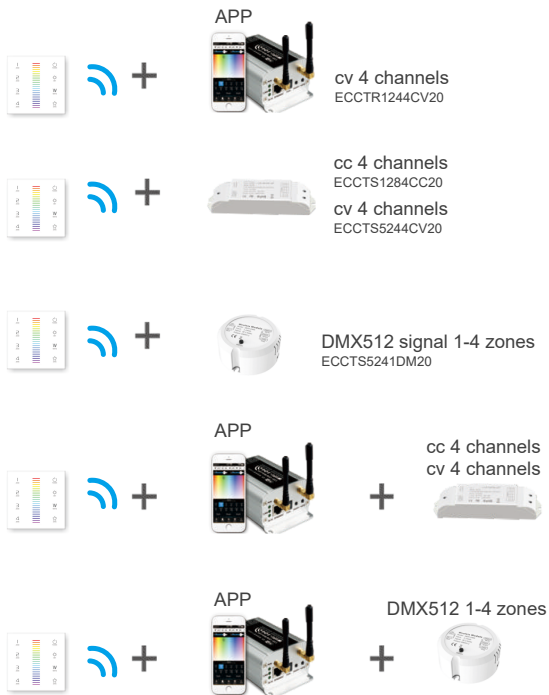 APP
cv 4 channels
ECCTR1244CV20
cc 4 channels
ECCTS1284CC20
cv 4 channels
ECCTS5244CV20
DMX512 signal 1-4 zones
ECCTS5241DM20
APP
cc 4 channels
cv 4 channels
APP
DMX512 1-4 zones